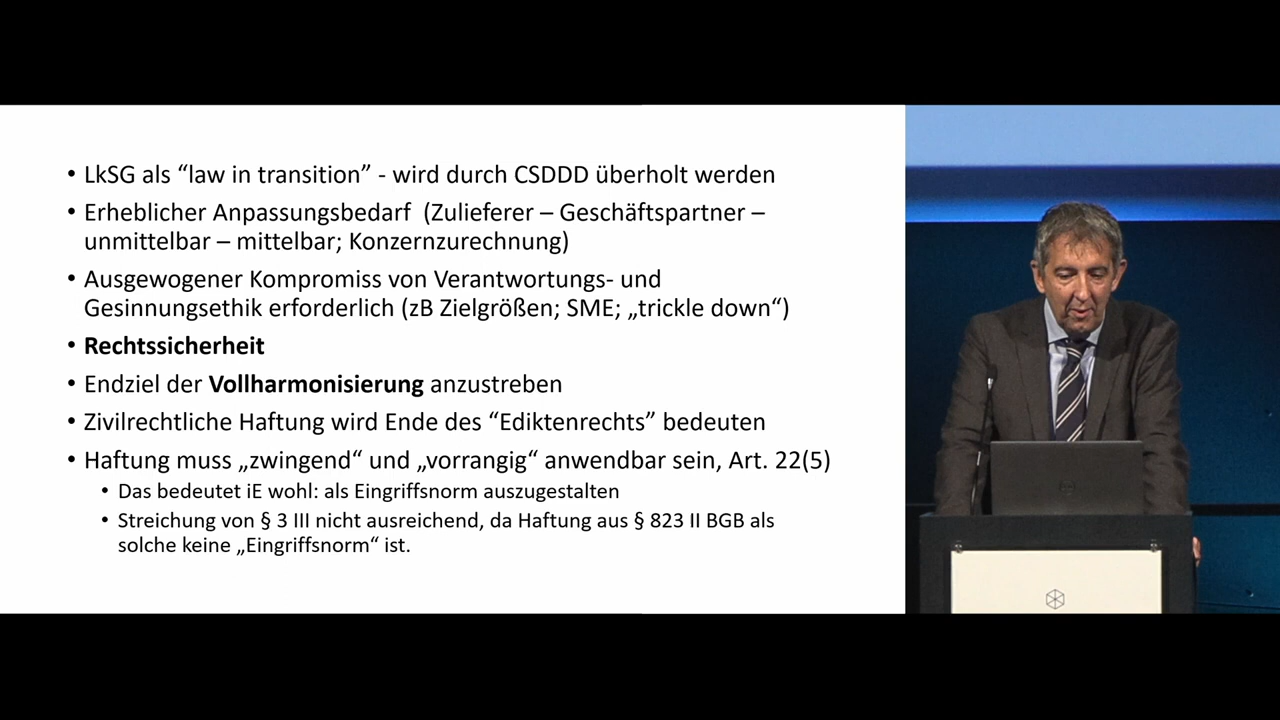 • LkSG als “law in transition” - wird durch CSDDD überholt werden
• Erheblicher Anpassungsbedarf (Zulieferer – Geschäftspartner –
unmittelbar – mittelbar; Konzernzurechnung)
• Ausgewogener Kompromiss von Verantwortungs- und
Gesinnungsethik erforderlich (zB Zielgrößen; SME; „trickle down“)
• Rechtssicherheit
• Endziel der Vollharmonisierung anzustreben
• Zivilrechtliche Haftung wird Ende des “Ediktenrechts” bedeuten
• Haftung muss „zwingend“ und „vorrangig“ anwendbar sein, Art. 22(5)
• Das bedeutet iE wohl: als Eingriffsnorm auszugestalten
• Streichung von § 3 III nicht ausreichend, da Haftung aus § 823 II BGB als
solche keine „Eingriffsnorm“ ist.